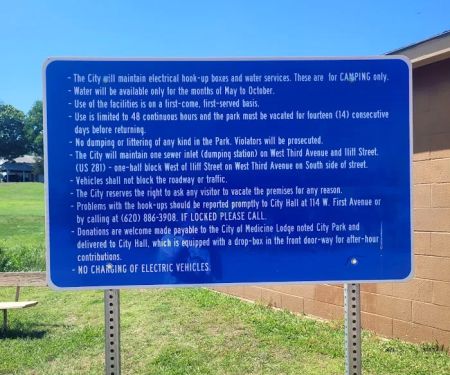 - The City will maintain electrical hook-up boxes and water services. These are for CAMPING only.
- Water will be available only for the months of May to October.
- Use of the facilities is on a first-come, first-served basis.
- Use is limited to 48 continuous hours and the park must be vacated for fourteen (14) consecutive
days before returning.
- No dumping or littering of any kind in the Park. Violators will be prosecuted.
- The City will maintain one sewer inlet (dumping station) on West Third Avenue and Iliff Street.
(US 281) - one-half block West of Iliff Street on West Third Avenue on South side of street.
- Vehicles shall not block the roadway or traffic.
- The City reserves the right to ask any visitor to vacate the premises for any reason.
- Problems with the hook-ups should be reported promptly to City Hall at 114 W. First Avenue or
by calling at (620) 886-3908. IF LOCKED PLEASE CALL.
- Donations are welcome made payable to the City of Medicine Lodge noted City Park and
delivered to City Hall, which is equipped with a drop-box in the front door-way for after-hour
contributions.
- NO CHARGING OF ELECTRIC VEHICLES